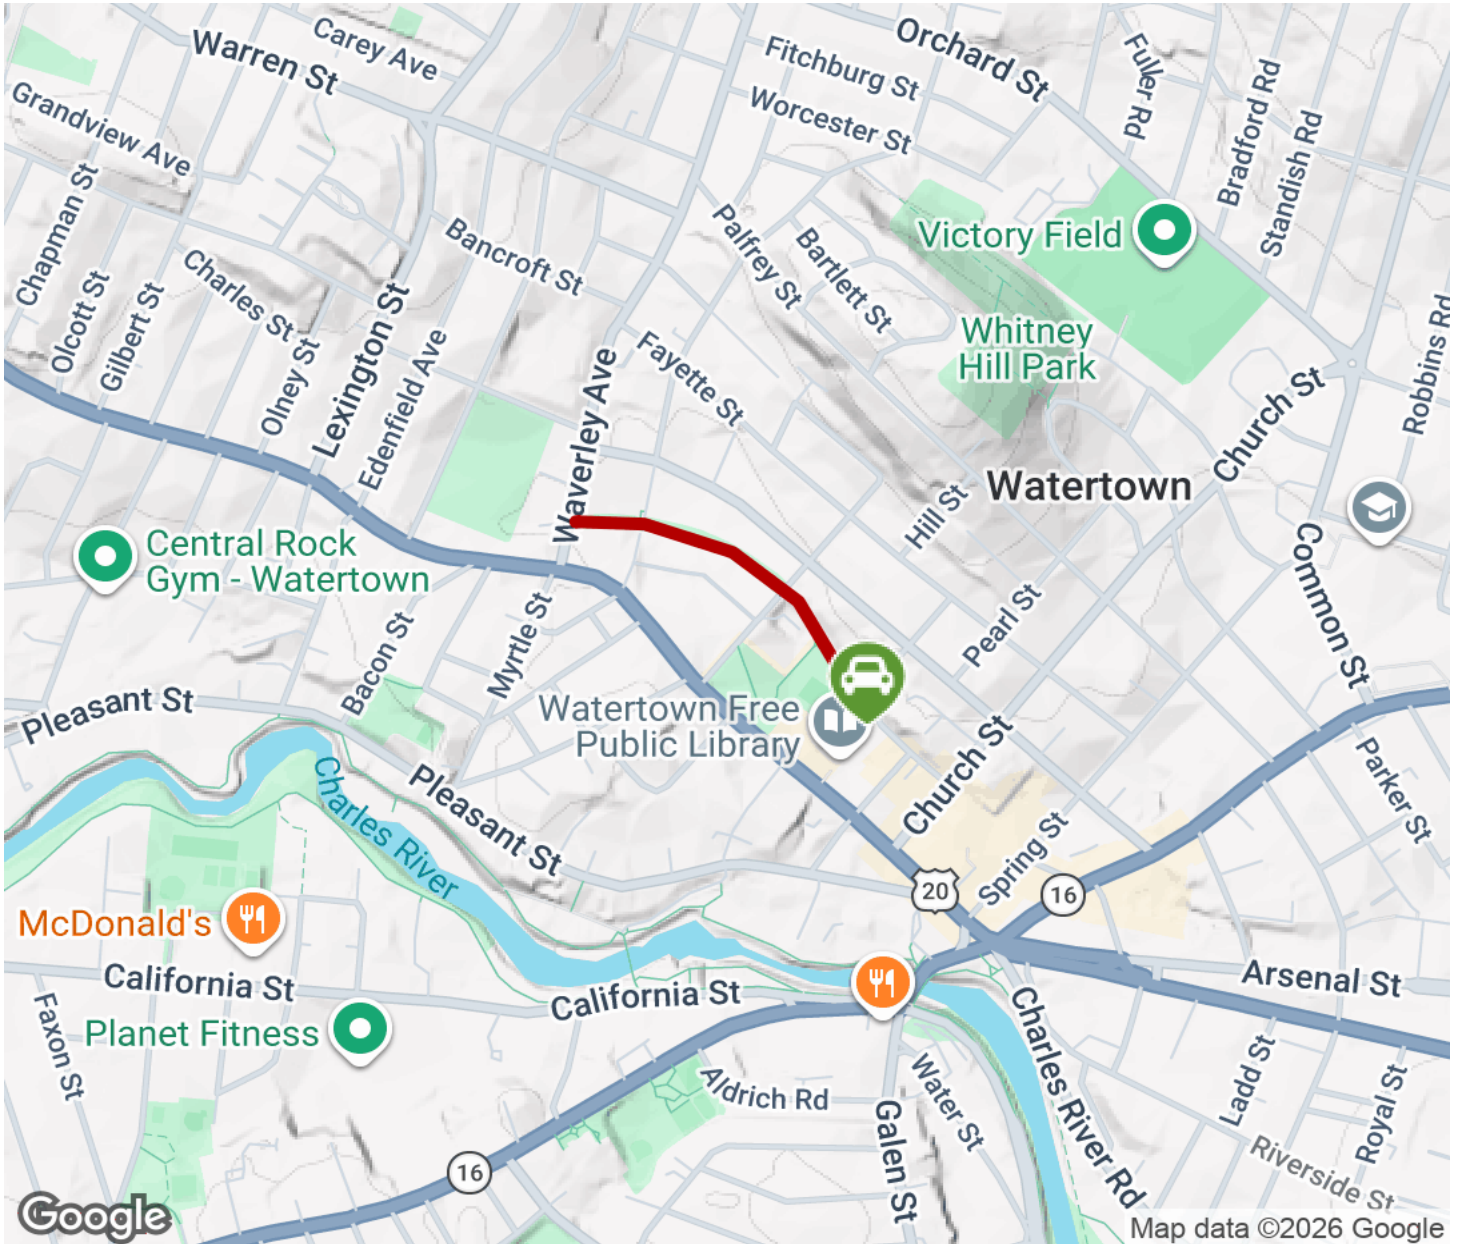 Carey Ave
Orchard St
Warren St
Fitchburg St
Fuller Rd
Bradford Rd
Worcester St
Standish Rd
Grandview Ave
Chapman St
Palfrey St
Bartlett St
Victory Field
Bancroft St
Charles St
Olcott St
Gilbert St
Lexington St
Whitney
Hill Park
Robbins Rd
Olney St
Edenfield Ave
Waverley Ave
Fayette St
Church St
Watertown
Hill St
Central Rock
Gym - Watertown
Common St
Pearl St
Myrtle St
Bacon St
Pleasant St
Watertown Free
Public Library
Church St
Parker St
Charles River
Pleasant St
Spring St
20
16
McDonald's
California St
California St
Arsenal St
Planet Fitness
Faxon St
Charles River Rd
Water St
Aldrich Rd
Ladd St
Royal St
Galen St
16
Riverside St
Google
Map data ©2026 Google